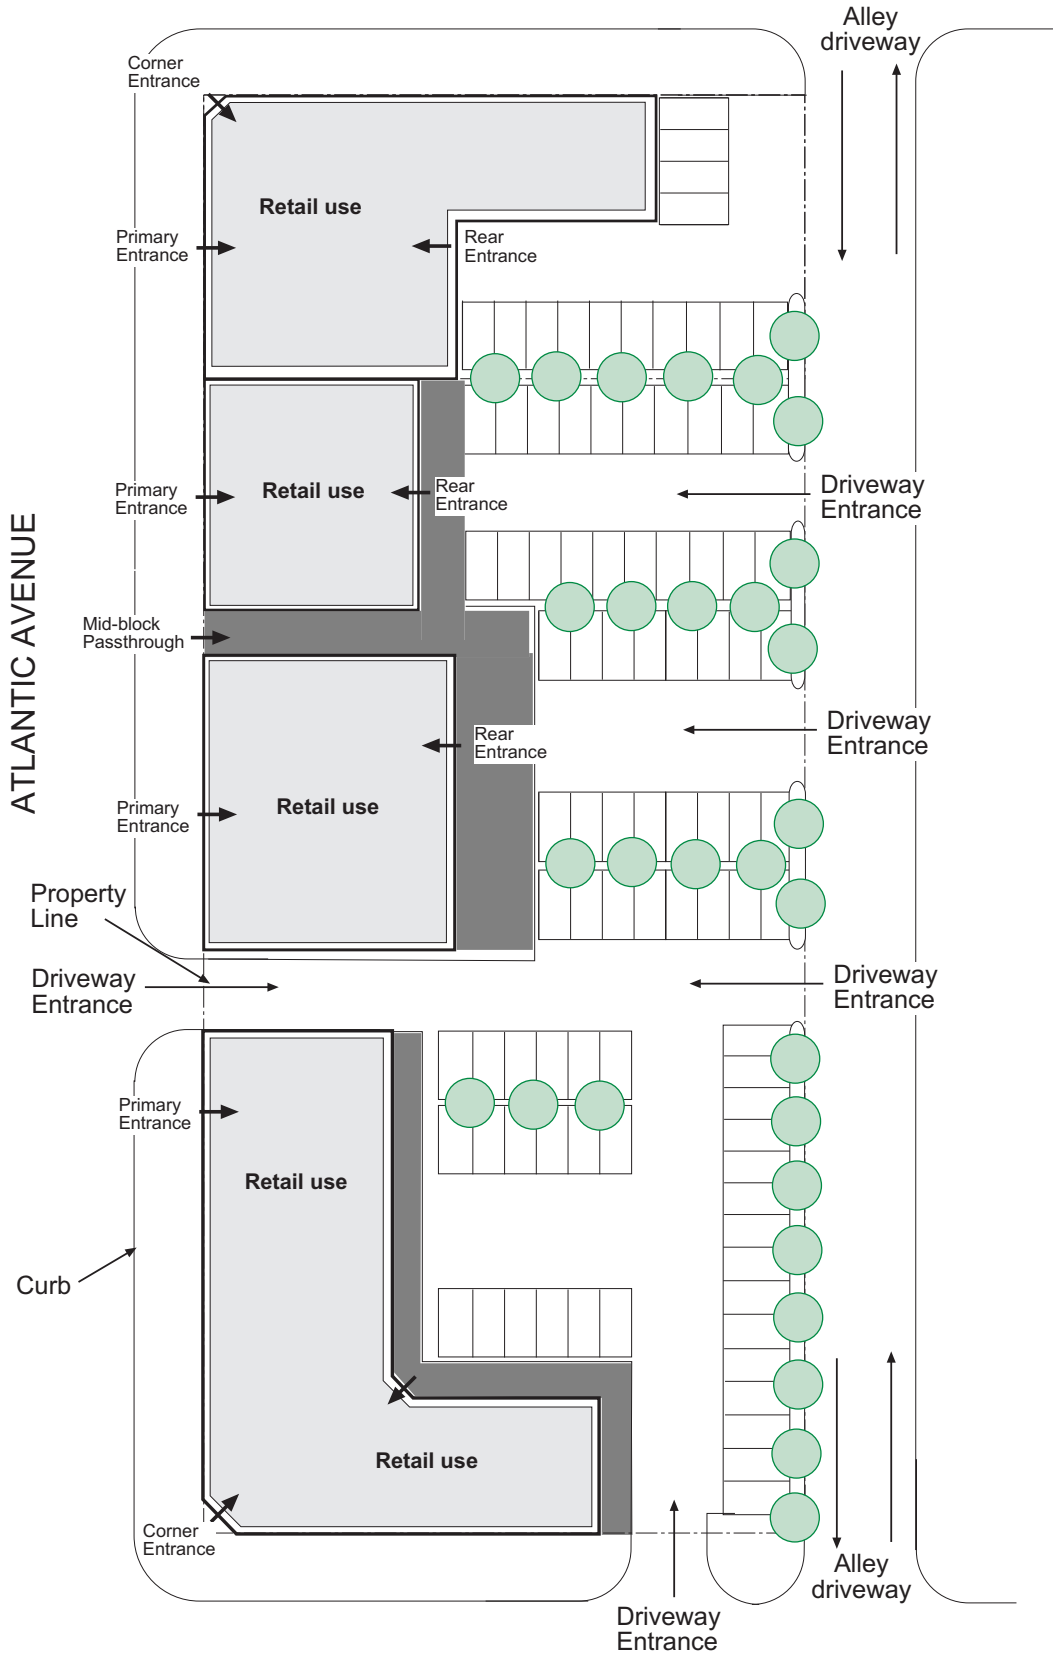 Alley
driveway
Corner
Entrance
Retail use
Primary
Entrance
Rear
Entrance
Primary
Entrance
Retail use
Rear
Entrance
Driveway
Entrance
ATLANTIC AVENUE
Mid-block
Passthrough
Rear
Entrance
Driveway
Entrance
Primary
Entrance
Retail use
Property
Line
Driveway
Entrance
Driveway
Entrance
Primary
Entrance
Retail use
Curb
Retail use
Corner
Entrance
Alley
driveway
Driveway
Entrance